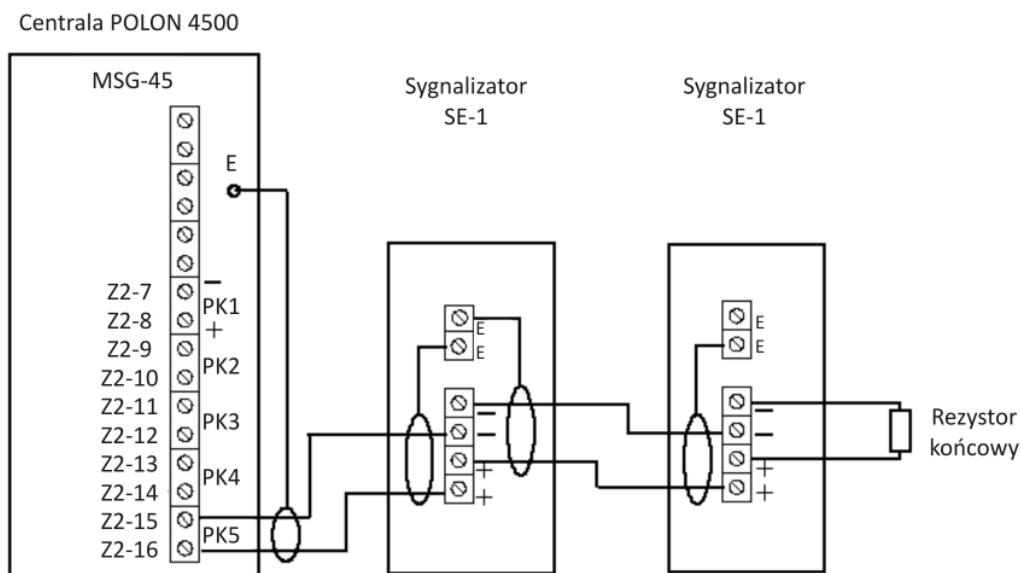 Centrala POLON 4500
MSG-45
Sygnalizator
SE-1
Sygnalizator
SE-1
E
Z2-7
−
PK1
Z2-8
+
Z2-9
PK2
Z2-10
Z2-11
PK3
Z2-12
Z2-13
PK4
Z2-14
Z2-15
PK5
Z2-16
E
E
−
−
+
+
E
E
−
−
+
+
Rezystor
końcowy